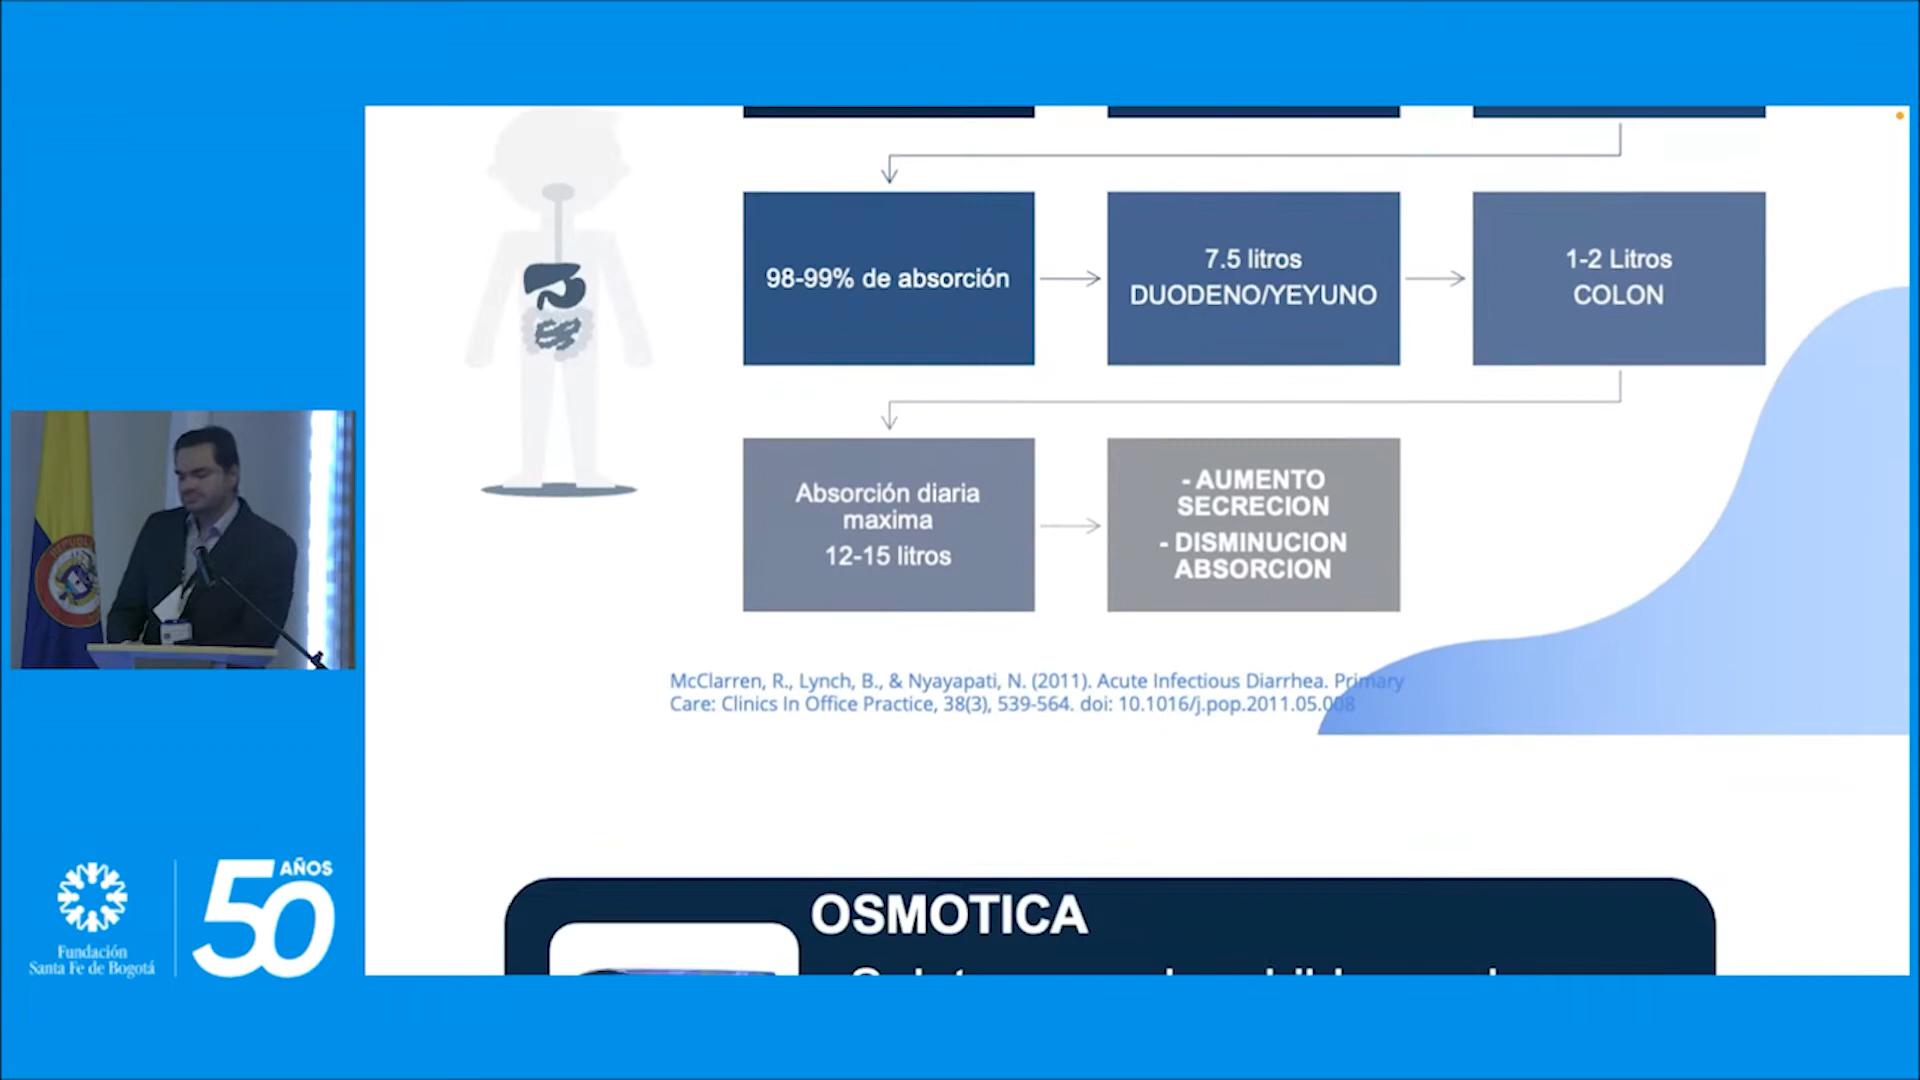 98-99% de absorción
7.5 litros
DUODENO/YEYUNO
1-2 Litros
COLON
Absorción diaria
maxima
12-15 litros
- AUMENTO
SECRECION
- DISMINUCION
ABSORCION
McClarren, R., Lynch, B., & Nyayapati, N. (2011). Acute Infectious Diarrhea. Primary
Care: Clinics In Office Practice, 38(3), 539-564. doi: 10.1016/j.pop.2011.05.008
OSMOTICA
50 AÑOS
Fundación
Santa Fe de Bogotá